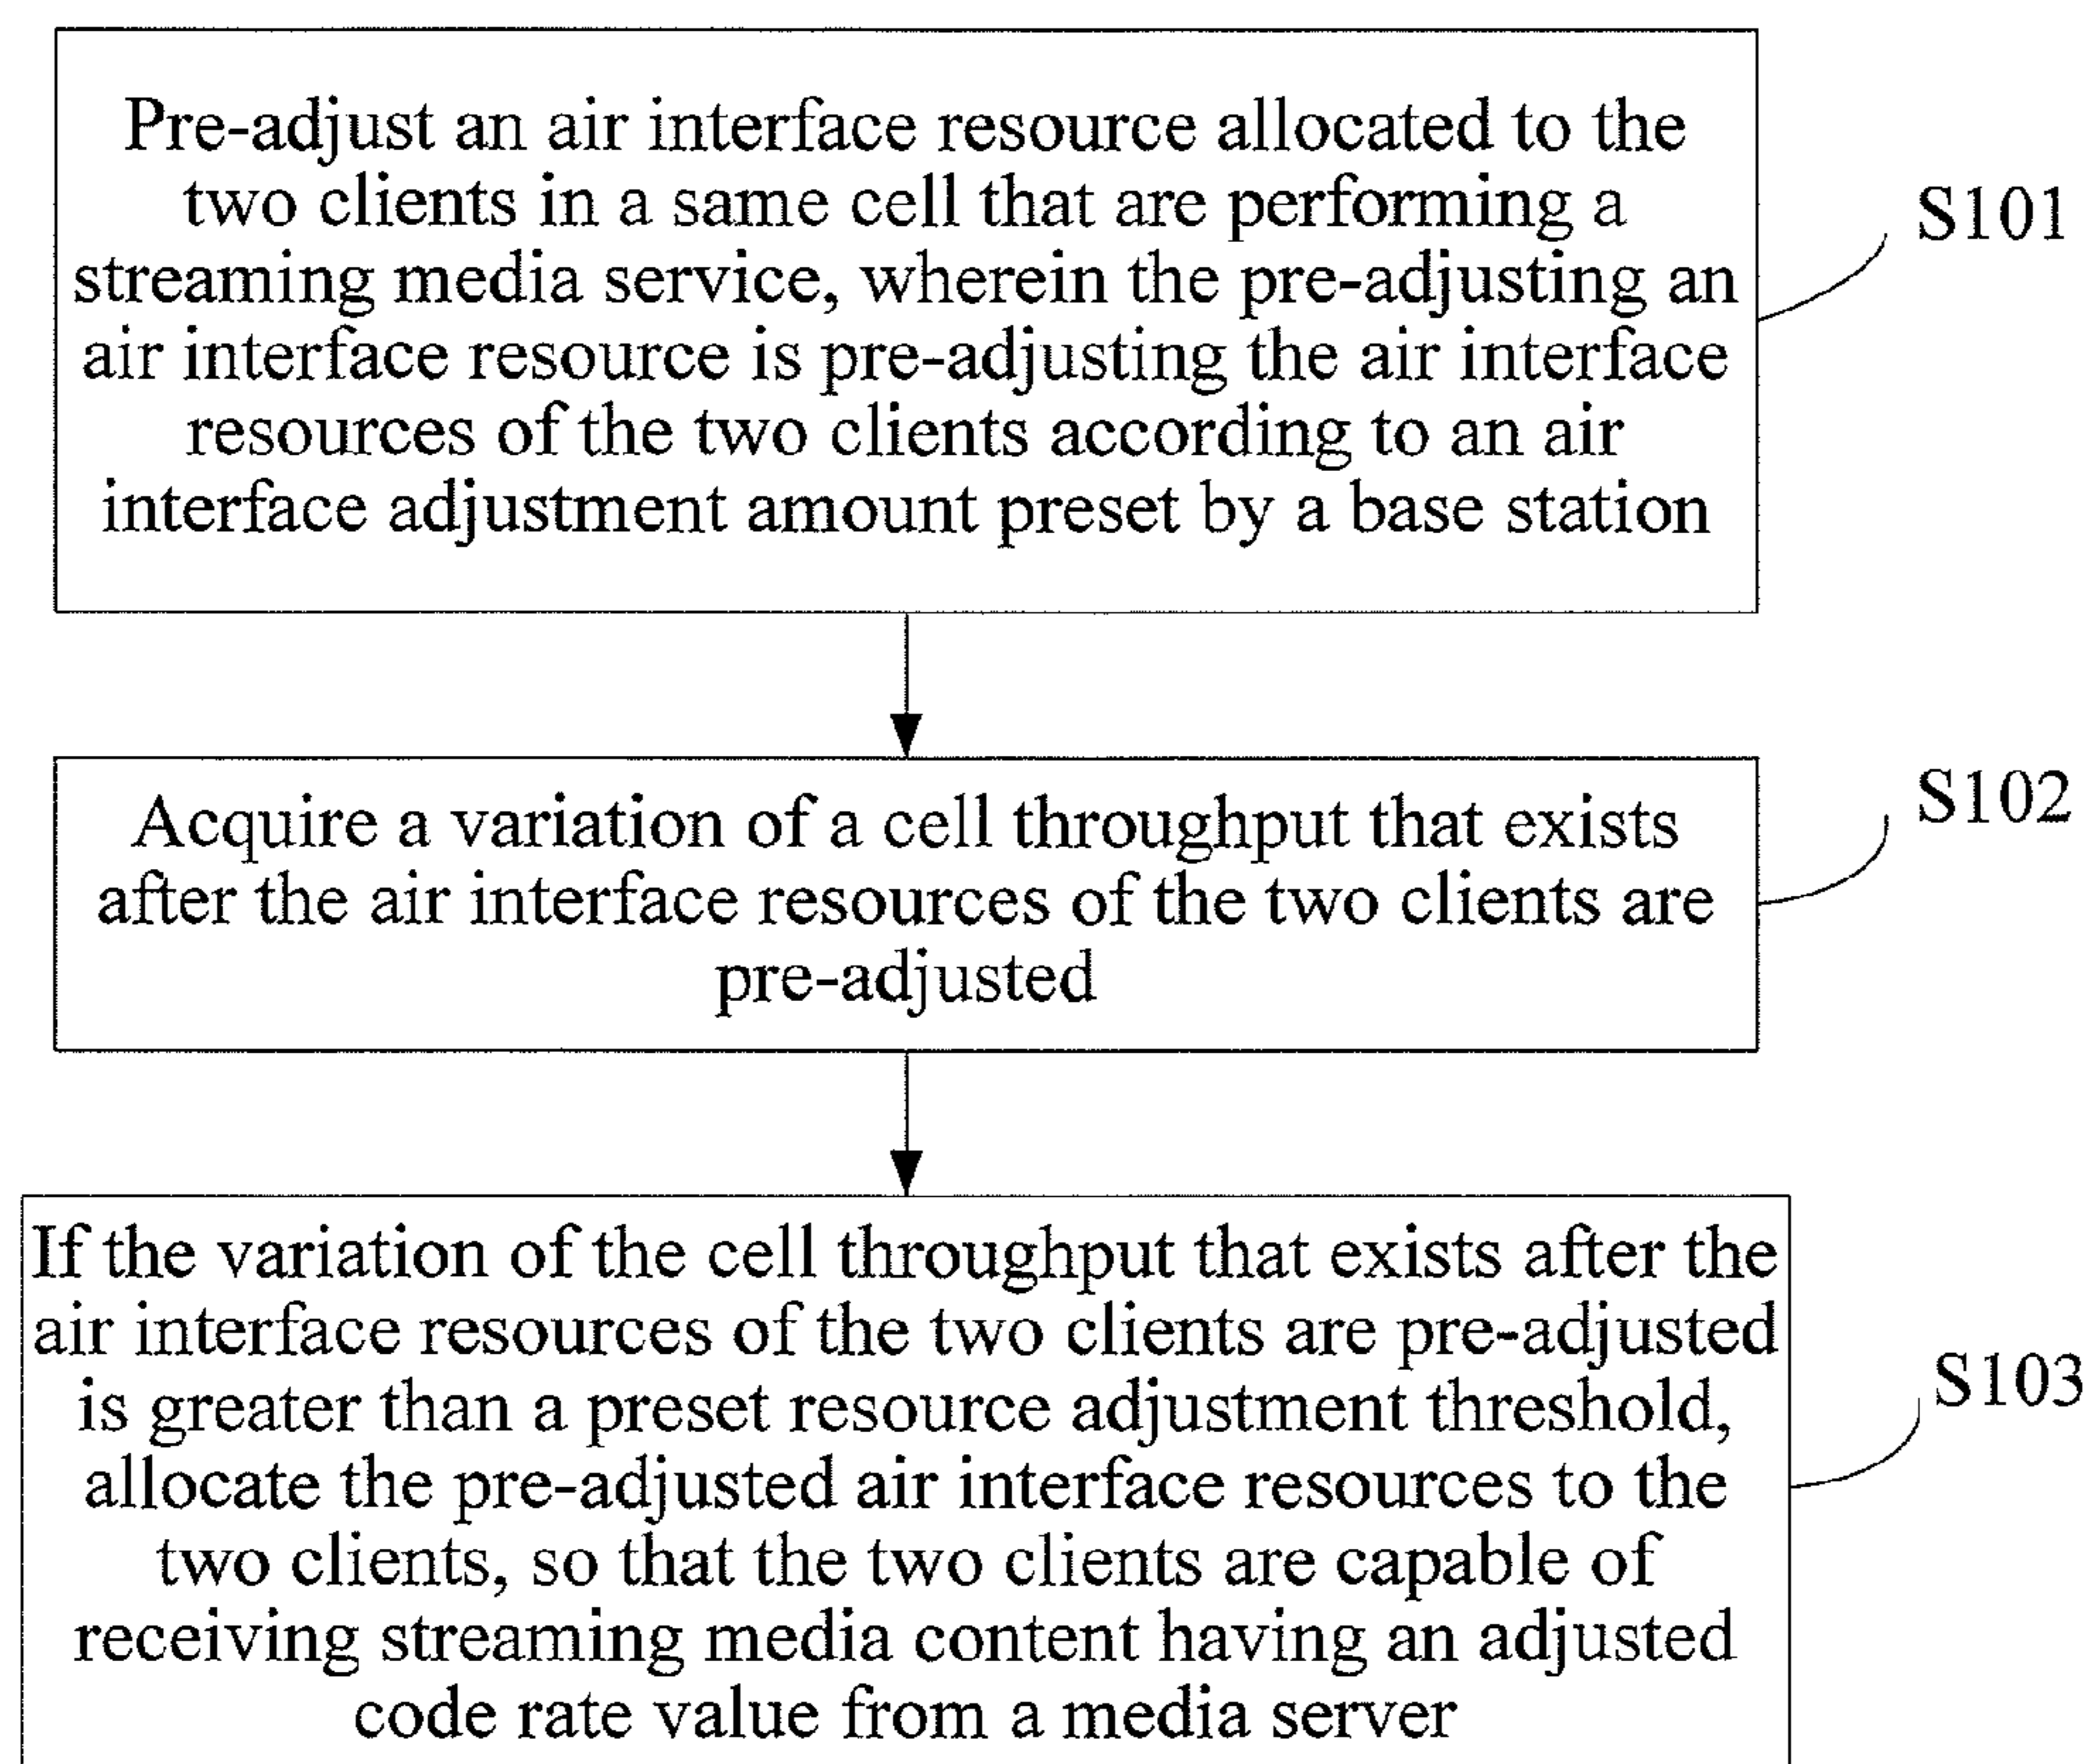 Pre-adjust an air interface resource allocated to the
two clients in a same cell that are performing a
streaming media service, wherein the pre-adjusting an
air interface resource is pre-adjusting the air interface
resources of the two clients according to an air
interface adjustment amount preset by a base station
S101
Acquire a variation of a cell throughput that exists
after the air interface resources of the two clients are
pre-adjusted
S102
If the variation of the cell throughput that exists after the
air interface resources of the two clients are pre-adjusted
is greater than a preset resource adjustment threshold,
allocate the pre-adjusted air interface resources to the
two clients, so that the two clients are capable of
receiving streaming media content having an adjusted
code rate value from a media server
S103